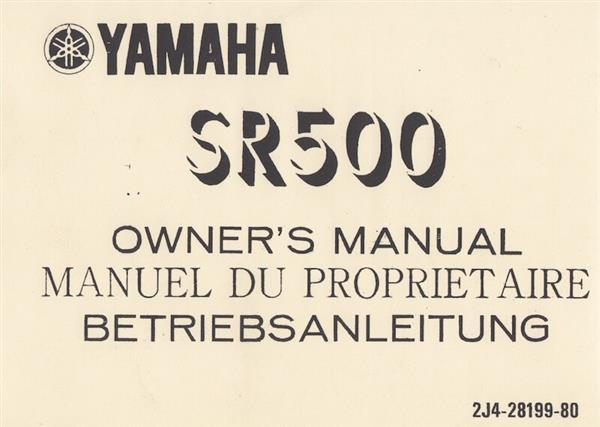 YAMAHA
SR500
OWNER'S MANUAL
MANUEL DU PROPRIETAIRE
BETRIEBSANLEITUNG
2J4-28199-80